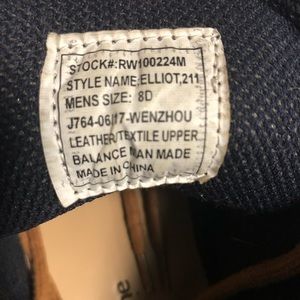 STOCK#:RW100224M
STYLE NAME:ELLIOT,211
MENS SIZE: 8D
J764-06/17-WENZHOU
LEATHER/TEXTILE UPPER
BALANCE MAN MADE
MADE IN CHINA